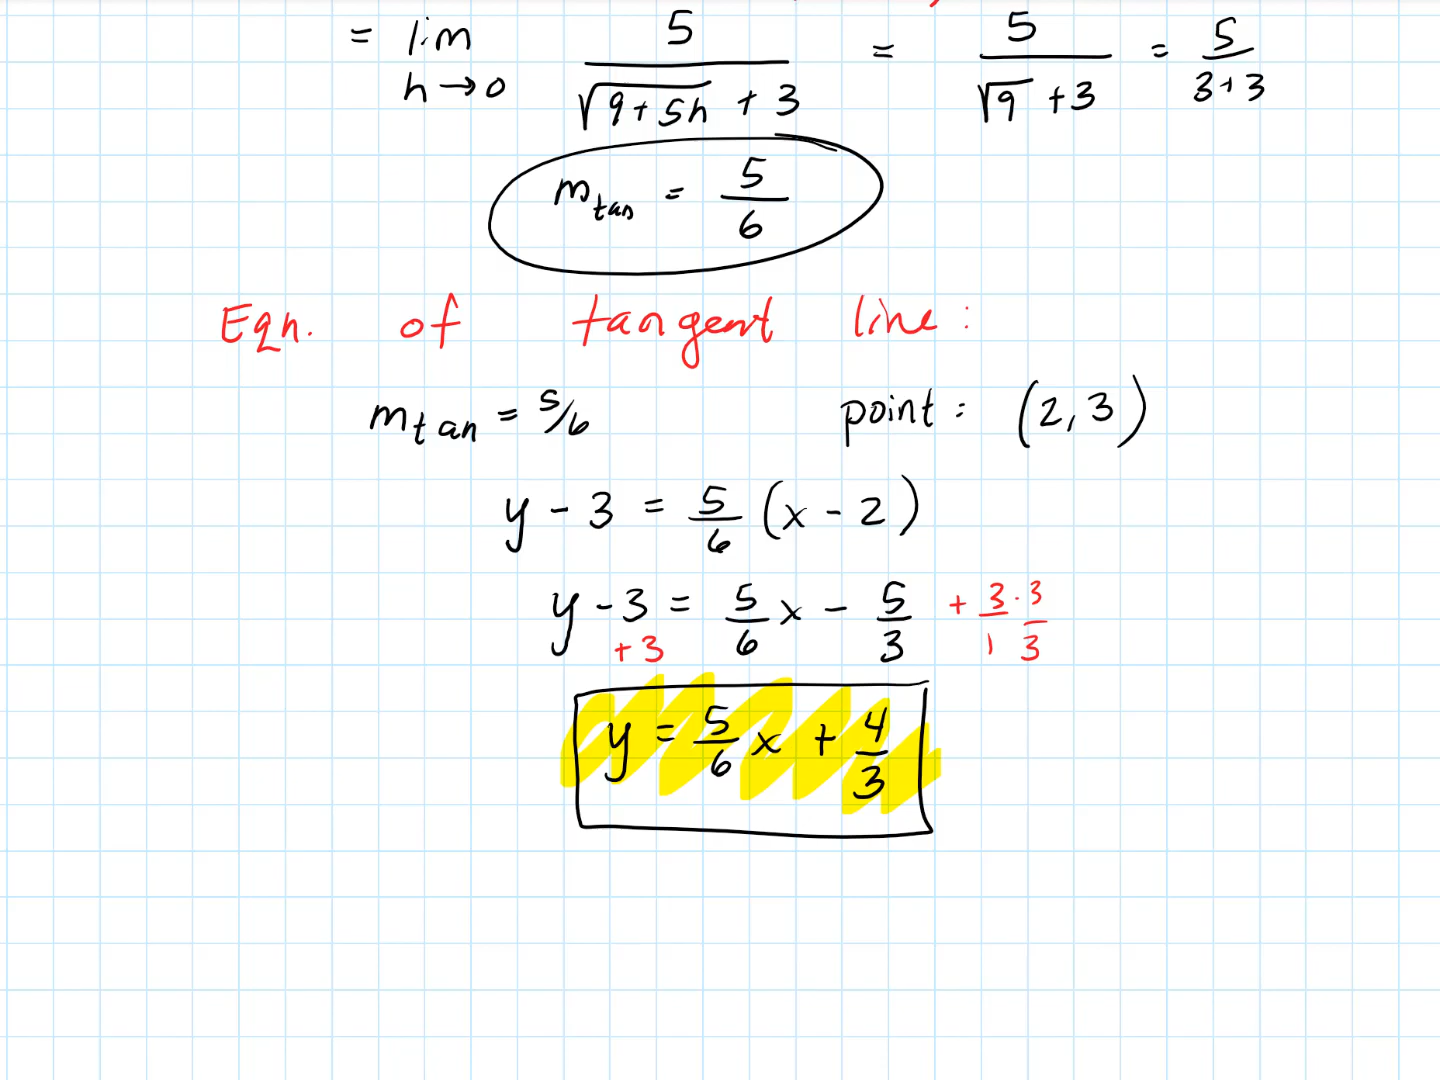 = lim h→0 5/(√(9+5h) + 3) = 5/(√9 + 3) = 5/(3+3)
m_tan = 5/6
Eqn. of tangent line:
m_tan = 5/6 point: (2,3)
y - 3 = 5/6 (x - 2)
y - 3 = 5/6 x - 5/3 + 3/1 · 3/3
+3
y = 5/6 x + 4/3